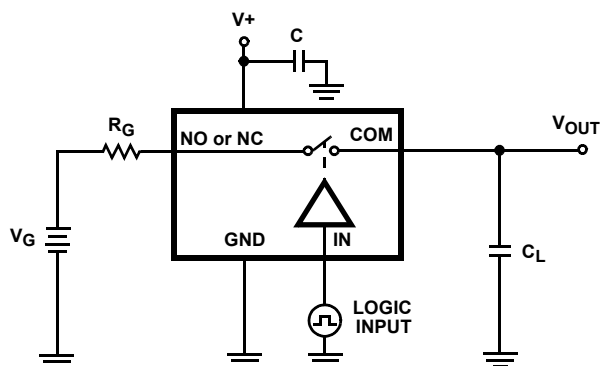 V+
C
RG
NO or NC
COM
VOUT
VG
GND
IN
CL
LOGIC
INPUT